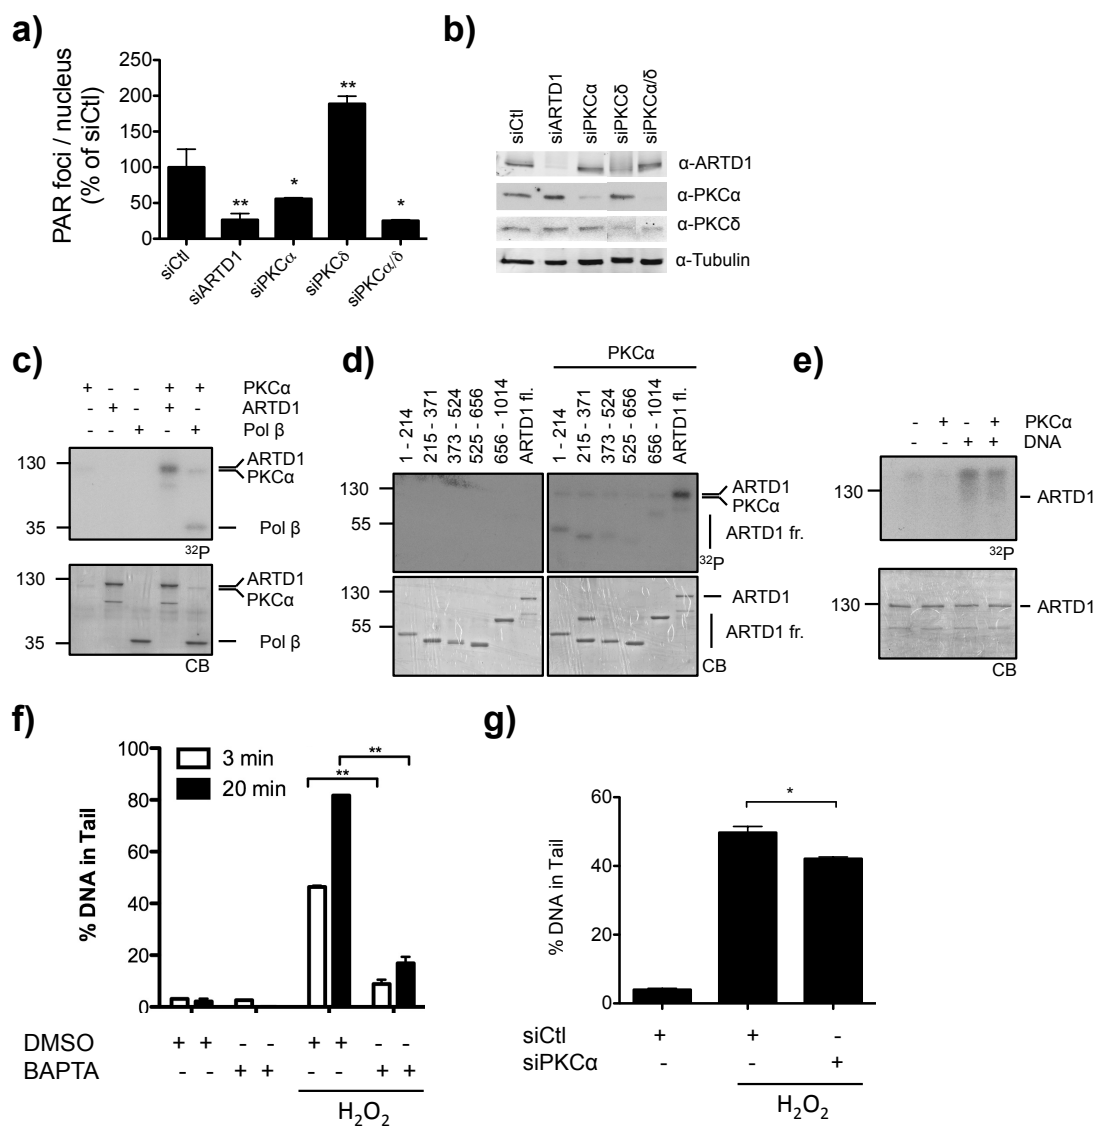 a)
PAR foci / nucleus
(% of siCtl)
250
200
150
100
50
0
** * ** *
siCtl siARTD1 siPKCα siPKCδ siPKCα/δ
b)
siCtl siARTD1 siPKCα siPKCδ siPKCα/δ
α-ARTD1
α-PKCα
α-PKCδ
α-Tubulin
c)
+ - - + + PKCα
- + - + - ARTD1
- - + - + Pol β
130
ARTD1
PKCα
35
Pol β
32P
130
ARTD1
PKCα
35
Pol β
CB
d)
PKCα
1 - 214 215 - 371 373 - 524 525 - 656 656 - 1014 ARTD1 fl. 1 - 214 215 - 371 373 - 524 525 - 656 656 - 1014 ARTD1 fl.
130
ARTD1
PKCα
55
ARTD1 fr.
32P
130
ARTD1
55
ARTD1 fr.
CB
e)
- + - + PKCα
- - + + DNA
130
ARTD1
32P
130
ARTD1
CB
f)
% DNA in Tail
100
80
60
40
20
0
3 min
20 min
**
**
DMSO + + - - + + - -
BAPTA - - + + - - + +
H2O2
g)
% DNA in Tail
60
40
20
0
*
siCtl + + -
siPKCα - - +
H2O2